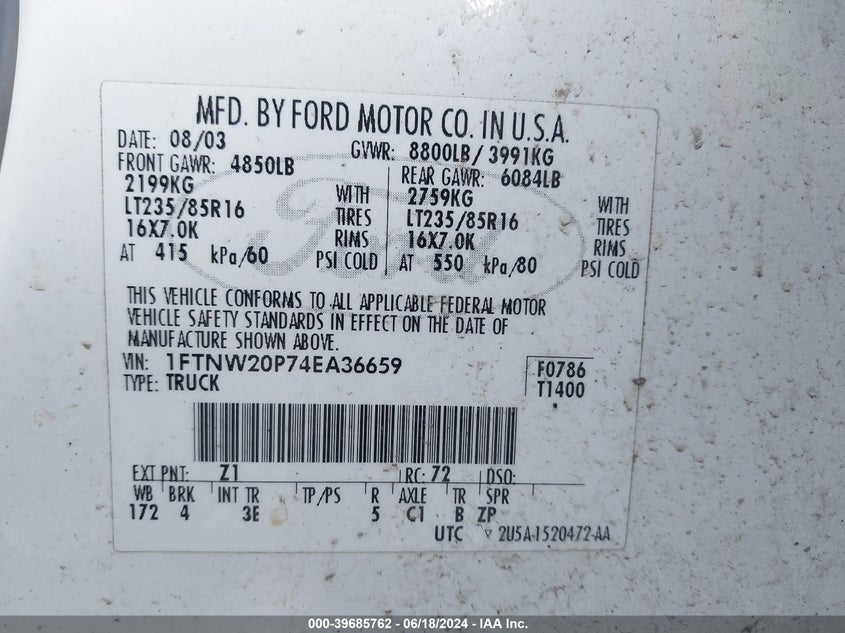 MFD. BY FORD MOTOR CO. IN U.S.A.
DATE: 08/03 GVWR: 8800LB/ 3991KG
FRONT GAWR: 4850LB REAR GAWR: 6084LB
2199KG WITH 2759KG WITH
LT235/85R16 TIRES LT235/85R16 TIRES
16X7.0K RIMS 16X7.0K RIMS
AT 415 kPa/60 PSI COLD AT 550 kPa/80 PSI COLD
Ford
THIS VEHICLE CONFORMS TO ALL APPLICABLE FEDERAL MOTOR
VEHICLE SAFETY STANDARDS IN EFFECT ON THE DATE OF
MANUFACTURE SHOWN ABOVE.
VIN: 1FTNW20P74EA36659 F0786
TYPE: TRUCK T1400
EXT PNT: Z1 RC: 72 DSO:
WB BRK INT TR TP/PS R AXLE TR SPR
172 4 3E 5 C1 B ZP
UTC ▽ 2U5A-1520472-AA
000-39685762 - 06/18/2024 - IAA Inc.